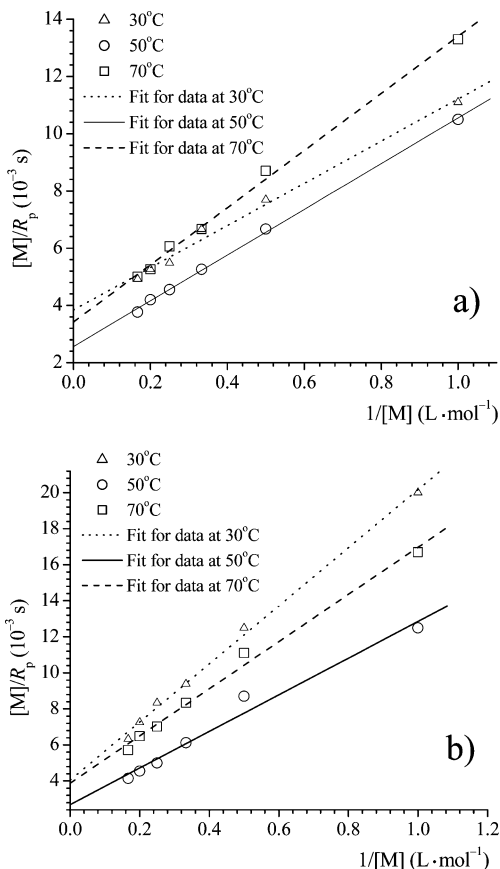 14
12
10
8
6
4
2
[M]/Rp (10⁻³ s)
30°C
50°C
70°C
Fit for data at 30°C
Fit for data at 50°C
Fit for data at 70°C
a)
0.0 0.2 0.4 0.6 0.8 1.0
1/[M] (L·mol⁻¹)
20
18
16
14
12
10
8
6
4
[M]/Rp (10⁻³ s)
30°C
50°C
70°C
Fit for data at 30°C
Fit for data at 50°C
Fit for data at 70°C
b)
0.0 0.2 0.4 0.6 0.8 1.0 1.2
1/[M] (L·mol⁻¹)